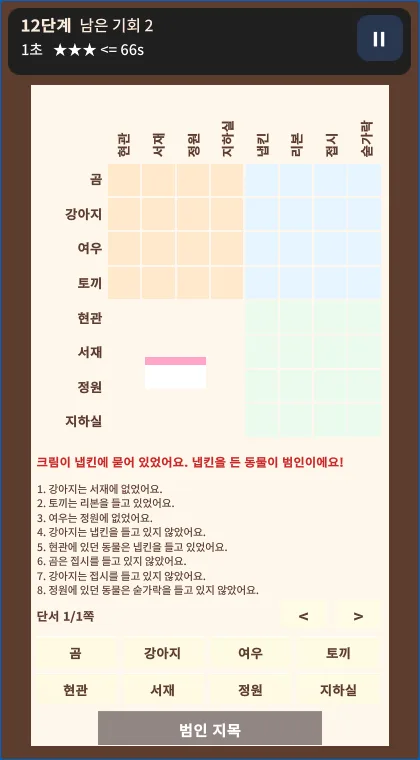 12단계 남은 기회 2
1초 ★★★ <= 66s
현관 서재 정원 지하실 냅킨 리본 접시 숟가락
곰
강아지
여우
토끼
현관
서재
정원
지하실
크림이 냅킨에 묻어 있었어요. 냅킨을 든 동물이 범인이에요!
1. 강아지는 서재에 없었어요.
2. 토끼는 리본을 들고 있었어요.
3. 여우는 정원에 없었어요.
4. 강아지는 냅킨을 들고 있지 않았어요.
5. 현관에 있던 동물은 냅킨을 들고 있었어요.
6. 곰은 접시를 들고 있지 않았어요.
7. 강아지는 접시를 들고 있지 않았어요.
8. 정원에 있던 동물은 숟가락을 들고 있지 않았어요.
단서 1/1쪽 < >
곰 강아지 여우 토끼
현관 서재 정원 지하실
범인 지목